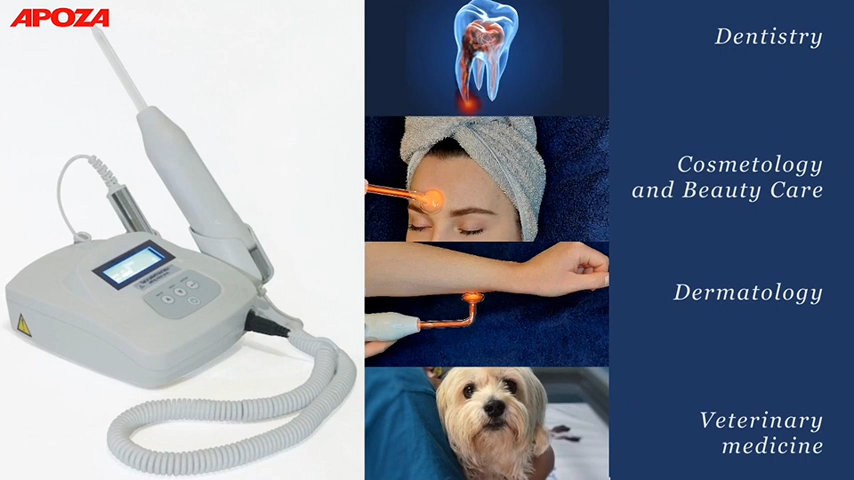 APOZA
Dentistry
Cosmetology
and Beauty Care
Dermatology
Veterinary
medicine